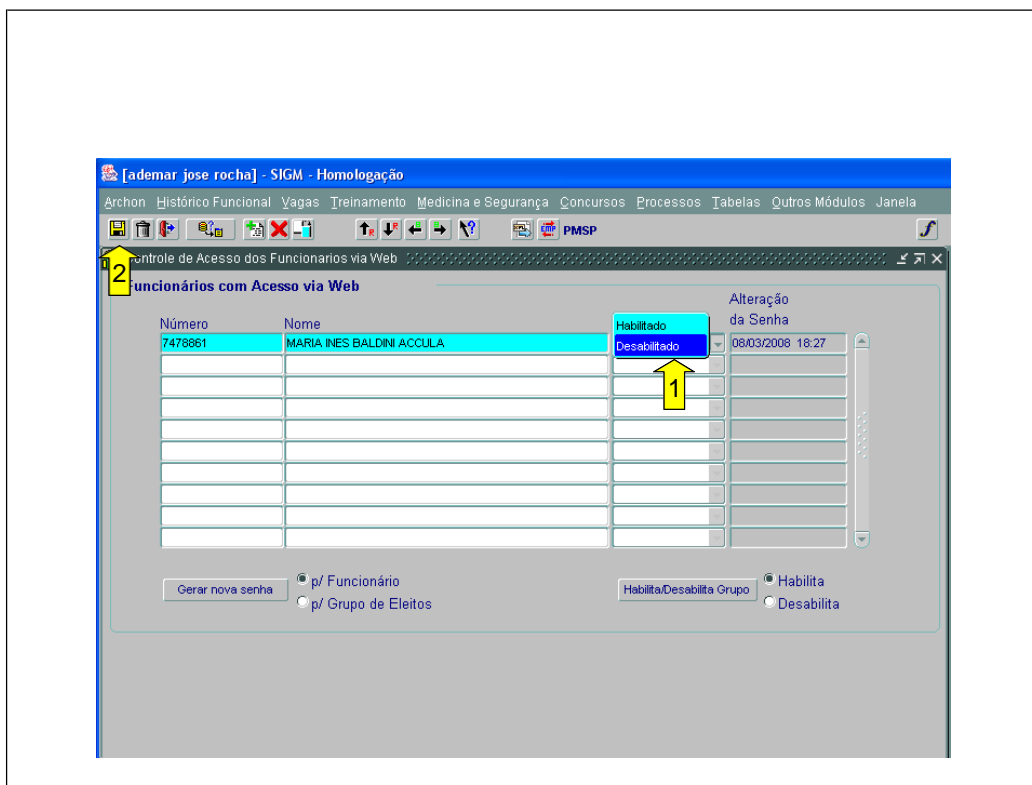 [ademar jose rocha] - SIGM - Homologação
Archon Histórico Funcional Vagas Treinamento Medicina e Segurança Concursos Processos Tabelas Outros Módulos Janela
PMSP
2
ontrole de Acesso dos Funcionarios via Web
uncionários com Acesso via Web
Alteração
da Senha
Número Nome
Habilitado
7478861 MARIA INES BALDINI ACCULA Desabilitado 08/03/2008 18:27
1
Gerar nova senha
p/ Funcionário
p/ Grupo de Eleitos
Habilita/Desabilita Grupo
Habilita
Desabilita